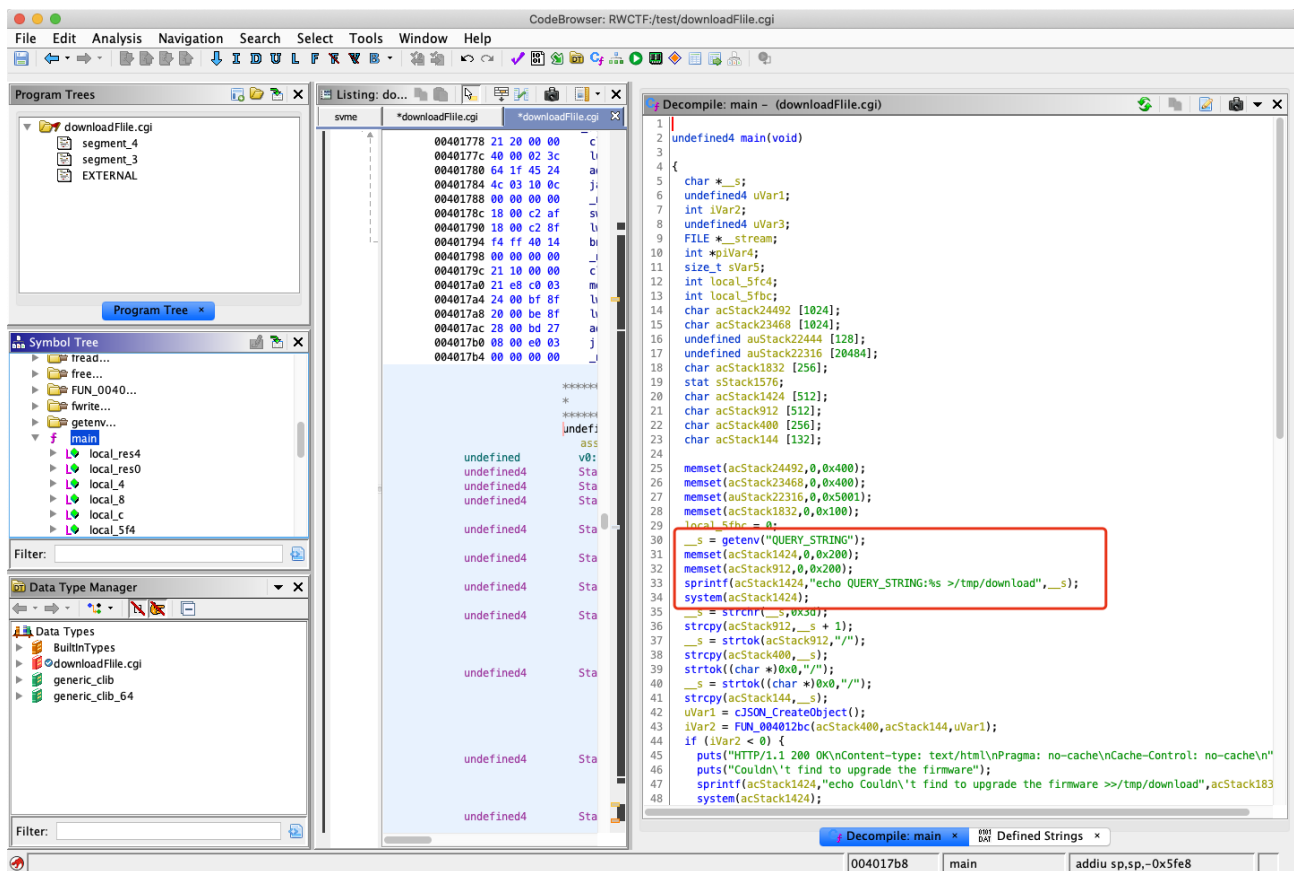 CodeBrowser: RWCTF:/test/downloadFlile.cgi
File Edit Analysis Navigation Search Select Tools Window Help
I D U L F R V B
Program Trees
downloadFlile.cgi
segment_4
segment_3
EXTERNAL
Program Tree ×
Symbol Tree
fread...
free...
FUN_0040...
fwrite...
getenv...
f main
local_res4
local_res0
local_4
local_8
local_c
local_5f4
Filter:
Data Type Manager
Data Types
BuiltInTypes
downloadFlile.cgi
generic_clib
generic_clib_64
Filter:
Listing: do...
svme *downloadFlile.cgi *downloadFlile.cgi
00401778 21 20 00 00 c
0040177c 40 00 02 3c l
00401780 64 1f 45 24 a
00401784 4c 03 10 0c j
00401788 00 00 00 00 _
0040178c 18 00 c2 af s
00401790 18 00 c2 8f l
00401794 f4 ff 40 14 b
00401798 00 00 00 00 _
0040179c 21 10 00 00 c
004017a0 21 e8 c0 03 m
004017a4 24 00 bf 8f l
004017a8 20 00 be 8f l
004017ac 28 00 bd 27 a
004017b0 08 00 e0 03 j
004017b4 00 00 00 00 _
******
*
******
undefi
ass
undefined v0:
undefined4 Sta
undefined4 Sta
undefined4 Sta
undefined4 Sta
undefined4 Sta
undefined4 Sta
undefined4 Sta
undefined4 Sta
undefined4 Sta
undefined4 Sta
Decompile: main - (downloadFlile.cgi)
1
2 undefined4 main(void)
3
4 {
5 char *__s;
6 undefined4 uVar1;
7 int iVar2;
8 undefined4 uVar3;
9 FILE *__stream;
10 int *piVar4;
11 size_t sVar5;
12 int local_5fc4;
13 int local_5fbc;
14 char acStack24492 [1024];
15 char acStack23468 [1024];
16 undefined auStack22444 [128];
17 undefined auStack22316 [20484];
18 char acStack1832 [256];
19 stat sStack1576;
20 char acStack1424 [512];
21 char acStack912 [512];
22 char acStack400 [256];
23 char acStack144 [132];
24
25 memset(acStack24492,0,0x400);
26 memset(acStack23468,0,0x400);
27 memset(auStack22316,0,0x5001);
28 memset(acStack1832,0,0x100);
29 local_5fbc = 0;
30 __s = getenv("QUERY_STRING");
31 memset(acStack1424,0,0x200);
32 memset(acStack912,0,0x200);
33 sprintf(acStack1424,"echo QUERY_STRING:%s >/tmp/download",__s);
34 system(acStack1424);
35 __s = strchr(__s,0x3d);
36 strcpy(acStack912,__s + 1);
37 __s = strtok(acStack912,"/");
38 strcpy(acStack400,__s);
39 strtok((char *)0x0,"/");
40 __s = strtok((char *)0x0,"/");
41 strcpy(acStack144,__s);
42 uVar1 = cJSON_CreateObject();
43 iVar2 = FUN_004012bc(acStack400,acStack144,uVar1);
44 if (iVar2 < 0) {
45 puts("HTTP/1.1 200 OK\nContent-type: text/html\nPragma: no-cache\nCache-Control: no-cache\n"
46 puts("Couldn\'t find to upgrade the firmware");
47 sprintf(acStack1424,"echo Couldn\'t find to upgrade the firmware >>/tmp/download",acStack183
48 system(acStack1424);
Decompile: main × Defined Strings ×
004017b8 main addiu sp,sp,-0x5fe8